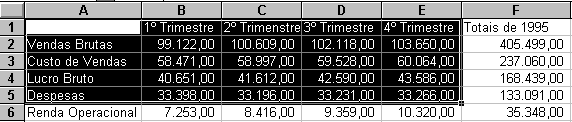 A B C D E F
1 1º Trimestre 2º Trimenstre 3º Trimestre 4º Trimestre Totais de 1995
2 Vendas Brutas 99.122,00 100.609,00 102.118,00 103.650,00 405.499,00
3 Custo de Vendas 58.471,00 58.997,00 59.528,00 60.064,00 237.060,00
4 Lucro Bruto 40.651,00 41.612,00 42.590,00 43.586,00 168.439,00
5 Despesas 33.398,00 33.196,00 33.231,00 33.266,00 133.091,00
6 Renda Operacional 7.253,00 8.416,00 9.359,00 10.320,00 35.348,00